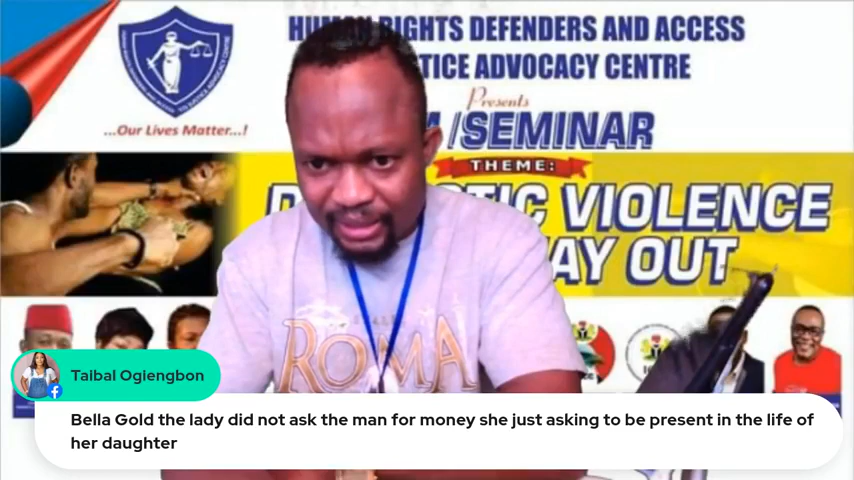 HUMAN RIGHTS DEFENDERS AND ACCESS
TICE ADVOCACY CENTRE
Presents
/SEMINAR
...Our Lives Matter...!
THEME:
TIC VIOLENCE
AY OUT
ROMA
Taibal Ogiengbon
Bella Gold the lady did not ask the man for money she just asking to be present in the life of
her daughter